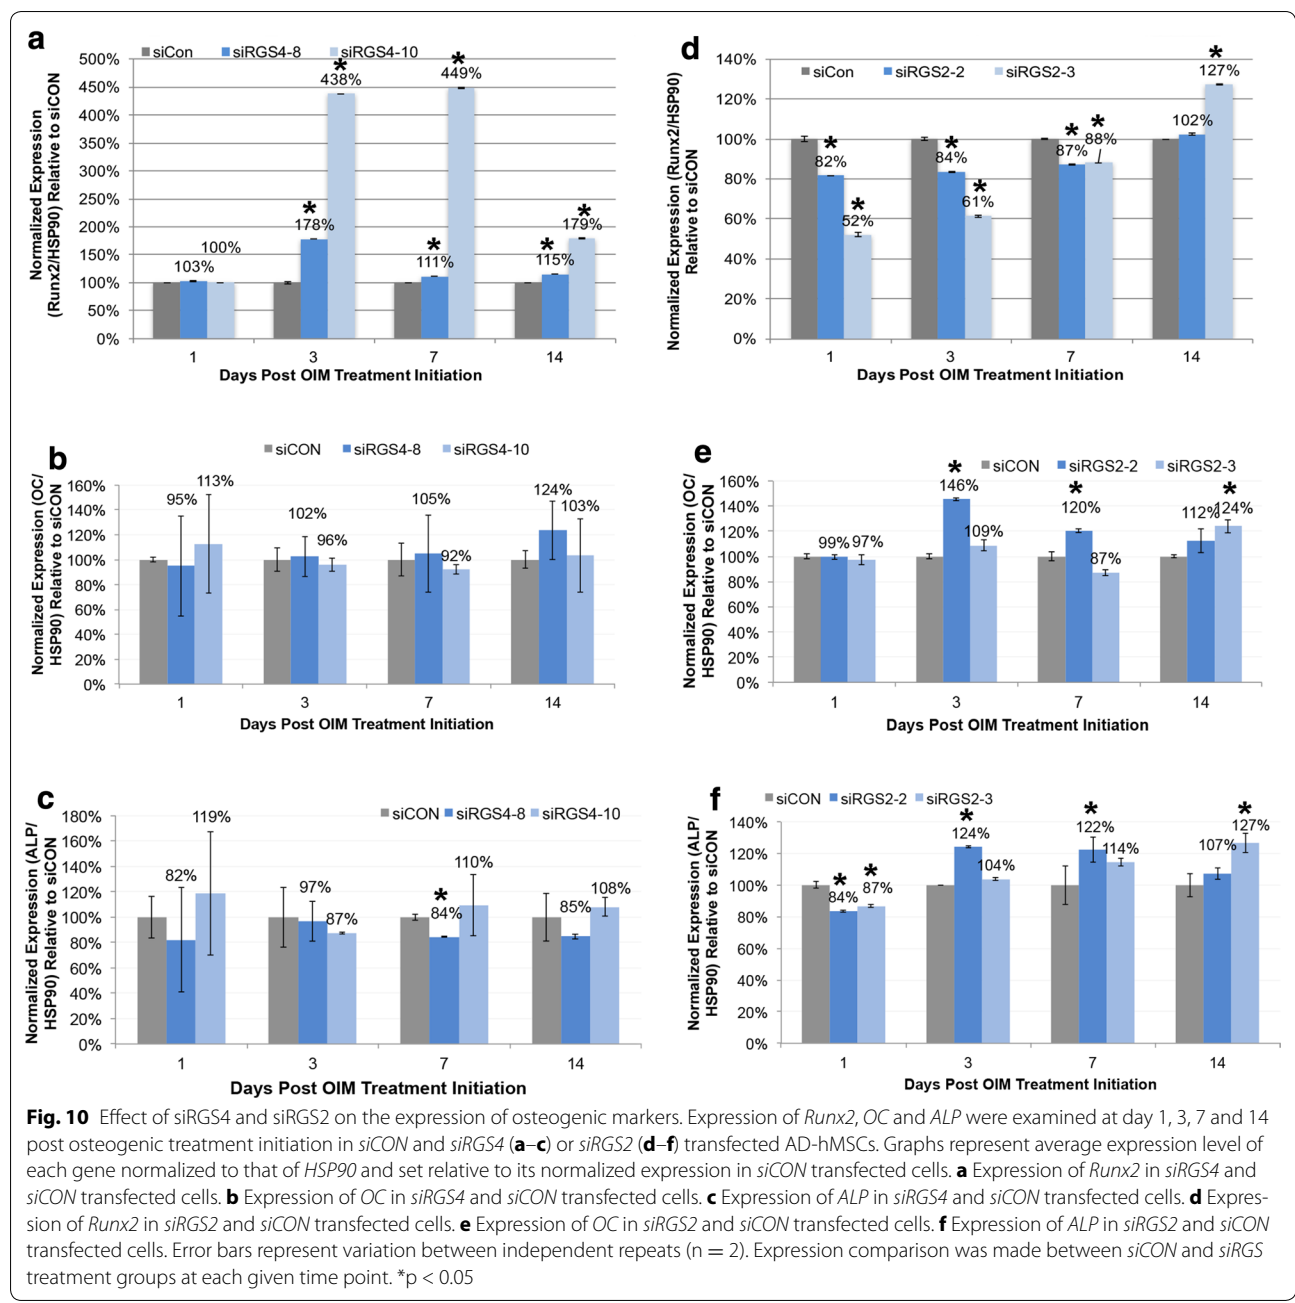 a
siCon siRGS4-8 siRGS4-10
Normalized Expression
(Runx2/HSP90) Relative to siCON
500%
450%
400%
350%
300%
250%
200%
150%
100%
50%
0%
103%
100%
*
178%
*
438%
*
111%
*
449%
*
115%
*
179%
1 3 7 14
Days Post OIM Treatment Initiation
d
siCon siRGS2-2 siRGS2-3
Normalized Expression (Runx2/HSP90)
Relative to siCON
140%
120%
100%
80%
60%
40%
20%
0%
*
82%
*
52%
*
84%
*
61%
*
87%
*
88%
102%
*
127%
1 3 7 14
Days Post OIM Treatment Initiation
b
siCON siRGS4-8 siRGS4-10
Normalized Expression (OC/
HSP90) Relative to siCON
160%
140%
120%
100%
80%
60%
40%
20%
0%
95%
113%
102%
96%
105%
92%
124%
103%
1 3 7 14
Days Post OIM Treatment Initiation
e
siCON siRGS2-2 siRGS2-3
Normalized Expression (OC/
HSP90) Relative to siCON
160%
140%
120%
100%
80%
60%
40%
20%
0%
99%
97%
*
146%
109%
*
120%
87%
112%
*
124%
1 3 7 14
Days Post OIM Treatment Initiation
c
siCON siRGS4-8 siRGS4-10
Normalized Expression (ALP/
HSP90) Relative to siCON
180%
160%
140%
120%
100%
80%
60%
40%
20%
0%
82%
119%
97%
87%
*
84%
110%
85%
108%
1 3 7 14
Days Post OIM Treatment Initiation
f
siCON siRGS2-2 siRGS2-3
Normalized Expression (ALP/
HSP90) Relative to siCON
140%
120%
100%
80%
60%
40%
20%
0%
*
84%
*
87%
*
124%
104%
*
122%
114%
107%
*
127%
1 3 7 14
Days Post OIM Treatment Initiation
Fig. 10 Effect of siRGS4 and siRGS2 on the expression of osteogenic markers. Expression of Runx2, OC and ALP were examined at day 1, 3, 7 and 14
post osteogenic treatment initiation in siCON and siRGS4 (a–c) or siRGS2 (d–f) transfected AD-hMSCs. Graphs represent average expression level of
each gene normalized to that of HSP90 and set relative to its normalized expression in siCON transfected cells. a Expression of Runx2 in siRGS4 and
siCON transfected cells. b Expression of OC in siRGS4 and siCON transfected cells. c Expression of ALP in siRGS4 and siCON transfected cells. d Expres-
sion of Runx2 in siRGS2 and siCON transfected cells. e Expression of OC in siRGS2 and siCON transfected cells. f Expression of ALP in siRGS2 and siCON
transfected cells. Error bars represent variation between independent repeats (n = 2). Expression comparison was made between siCON and siRGS
treatment groups at each given time point. *p < 0.05